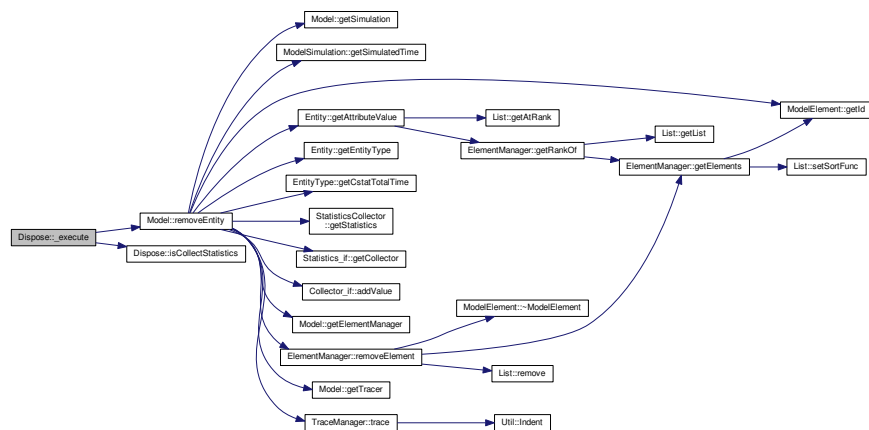 Model::getSimulation
ModelSimulation::getSimulatedTime
ModelElement::getId
Entity::getAttributeValue
List::getAtRank
List::getList
Entity::getEntityType
ElementManager::getRankOf
ElementManager::getElements
List::setSortFunc
EntityType::getCstatTotalTime
Model::removeEntity
StatisticsCollector
::getStatistics
Dispose::_execute
Dispose::isCollectStatistics
Statistics_if::getCollector
Collector_if::addValue
ModelElement::~ModelElement
Model::getElementManager
ElementManager::removeElement
List::remove
Model::getTracer
TraceManager::trace
Util::Indent